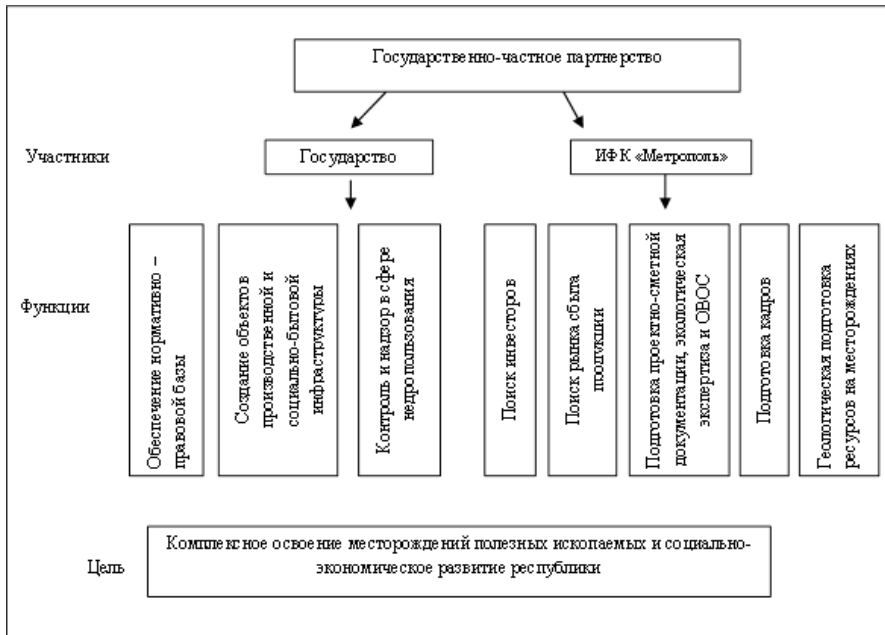 Государственно-частное партнерство
Участники
Государство
ИФК «Метрополь»
Функции
Обеспечение нормативно –
правовой базы
Создание объектов
производственной и
социально-бытовой
инфраструктуры
Контроль и надзор в сфере
недропользования
Поиск инвесторов
Поиск рынка сбыта
продукции
Подготовка проектно-сметной
документации, экологическая
экспертиза и ОВОС
Подготовка кадров
Геологическая подготовка
ресурсов на месторождениях
Цель
Комплексное освоение месторождений полезных ископаемых и социально-
экономическое развитие республики